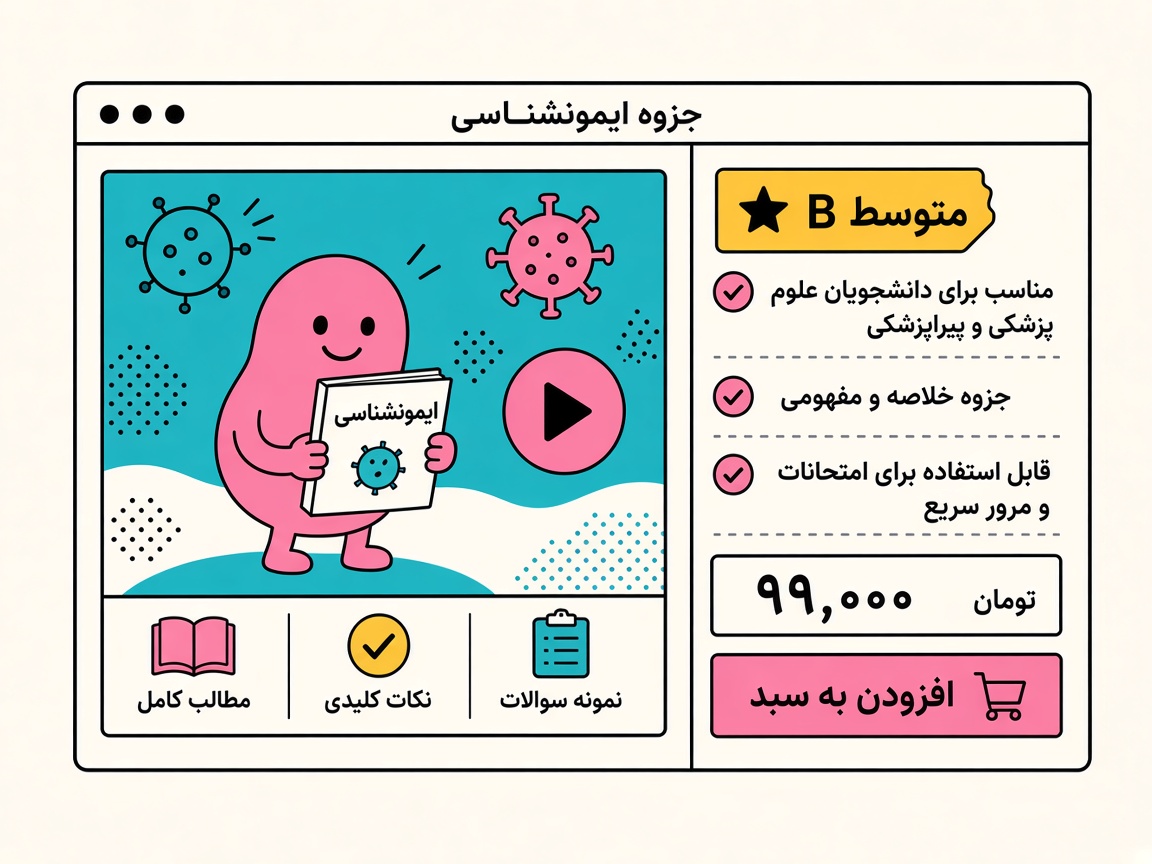 جزوه ایمونشنـاسی
متوسط B
مناسب برای دانشجویان علوم
پزشکی و پیراپزشکی
جزوه خلاصه و مفهومی
قابل استفاده برای امتحانات
و مرور سریع
۹۹,۰۰۰ تومان
افزودن به سبد
ایمونشناسی
نمونه سوالات
نکات کلیدی
مطالب کامل